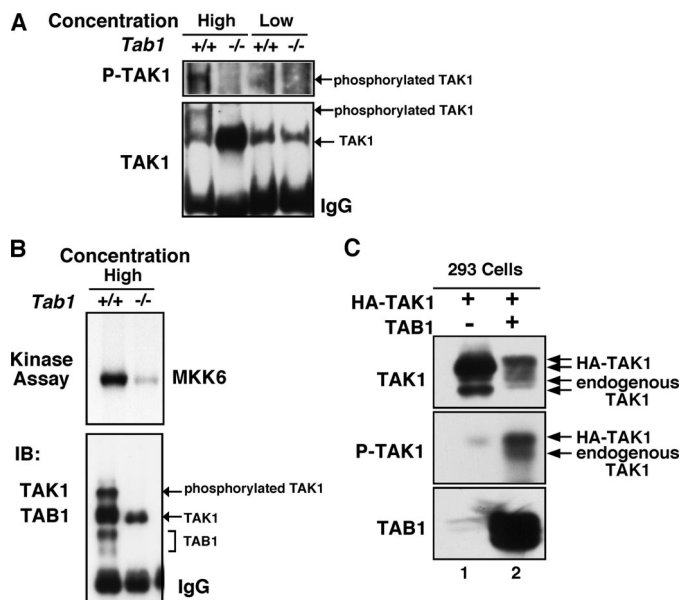 A
Concentration High Low
Tab1 +/+ -/- +/+ -/-
P-TAK1 phosphorylated TAK1
phosphorylated TAK1
TAK1
TAK1
IgG
B
Concentration
High
Tab1 +/+ -/-
Kinase
Assay
MKK6
IB:
TAK1 phosphorylated TAK1
TAB1 TAK1
TAB1
IgG
C
293 Cells
HA-TAK1 + +
TAB1 - +
TAK1
HA-TAK1
endogenous
TAK1
P-TAK1
HA-TAK1
endogenous
TAK1
TAB1
1 2